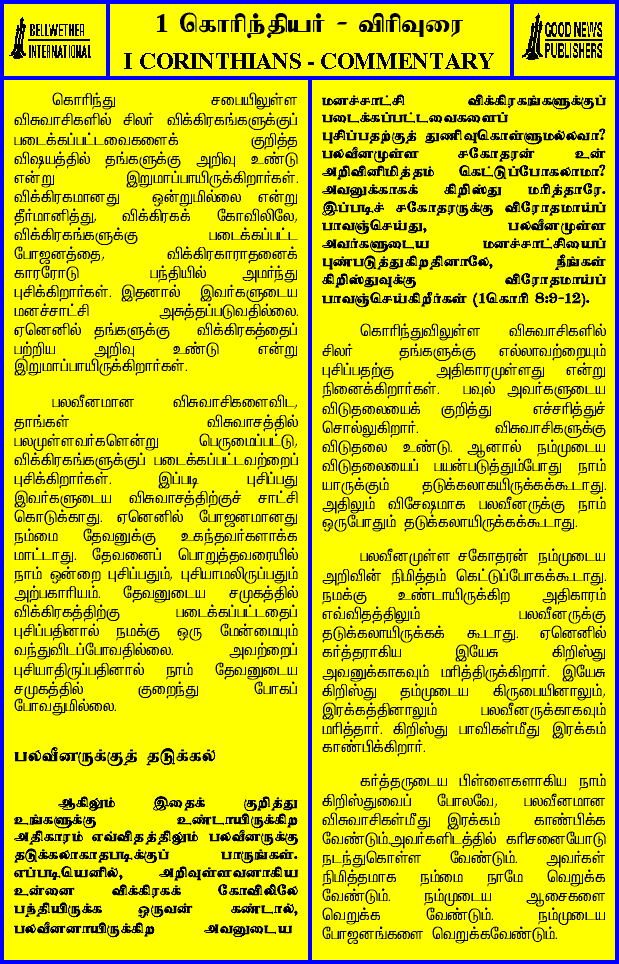 BELLWETHER
INTERNATIONAL
1 கொரிந்தியர் - விரிவுரை
I CORINTHIANS - COMMENTARY
GOOD NEWS
PUBLISHERS
கொரிந்து சபையிலுள்ள
விசுவாசிகளில் சிலர் விக்கிரகங்களுக்குப்
படைக்கப்பட்டவைகளைக் குறித்த
விஷயத்தில் தங்களுக்கு அறிவு உண்டு
என்று இறுமாப்பாயிருக்கிறார்கள்.
விக்கிரகமானது ஒன்றுமில்லை என்று
தீர்மானித்து, விக்கிரகக் கோவிலிலே,
விக்கிரகங்களுக்கு படைக்கப்பட்ட
போஜனத்தை, விக்கிரகாராதனைக்
காரரோடு பந்தியில் அமர்ந்து
புசிக்கிறார்கள். இதனால் இவர்களுடைய
மனச்சாட்சி அசுத்தப்படுவதில்லை.
ஏனெனில் தங்களுக்கு விக்கிரகத்தைப்
பற்றிய அறிவு உண்டு என்று
இறுமாப்பாயிருக்கிறார்கள்.
பலவீனமான விசுவாசிகளைவிட,
தாங்கள் விசுவாசத்தில்
பலமுள்ளவர்களென்று பெருமைப்பட்டு,
விக்கிரகங்களுக்குப் படைக்கப்பட்டவற்றைப்
புசிக்கிறார்கள். இப்படி புசிப்பது
இவர்களுடைய விசுவாசத்திற்குச் சாட்சி
கொடுக்காது. ஏனெனில் போஜனமானது
நம்மை தேவனுக்கு உகந்தவர்களாக்க
மாட்டாது. தேவனைப் பொறுத்தவரையில்
நாம் ஒன்றை புசிப்பதும், புசியாமலிருப்பதும்
அற்பகாரியம். தேவனுடைய சமுகத்தில்
விக்கிரகத்திற்கு படைக்கப்பட்டதைப்
புசிப்பதினால் நமக்கு ஒரு மேன்மையும்
வந்துவிடப்போவதில்லை. அவற்றைப்
புசியாதிருப்பதினால் நாம் தேவனுடைய
சமுகத்தில் குறைந்து போகப்
போவதுமில்லை.
பலவீனருக்குத் தடுக்கல்
ஆகிலும் இதைக் குறித்து
உங்களுக்கு உண்டாயிருக்கிற
அதிகாரம் எவ்விதத்திலும் பலவீனருக்கு
தடுக்கலாகாதபடிக்குப் பாருங்கள்.
எப்படியெனில், அறிவுள்ளவனாகிய
உன்னை விக்கிரகக் கோவிலிலே
பந்தியிருக்க ஒருவன் கண்டால்,
பலவீனனாயிருக்கிற அவனுடைய
மனச்சாட்சி விக்கிரகங்களுக்குப்
படைக்கப்பட்டவைகளைப்
புசிப்பதற்குத் துணிவுகொள்ளுமல்லவா?
பலவீனமுள்ள சகோதரன் உன்
அறிவினிமித்தம் கெட்டுப்போகலாமா?
அவனுக்காகக் கிறிஸ்து மரித்தாரே.
இப்படிச் சகோதரருக்கு விரோதமாய்ப்
பாவஞ்செய்து, பலவீனமுள்ள
அவர்களுடைய மனச்சாட்சியைப்
புண்படுத்துகிறதினாலே, நீங்கள்
கிறிஸ்துவுக்கு விரோதமாய்ப்
பாவஞ்செய்கிறீர்கள் (1கொரி 8:9-12).
கொரிந்துவிலுள்ள விசுவாசிகளில்
சிலர் தங்களுக்கு எல்லாவற்றையும்
புசிப்பதற்கு அதிகாரமுள்ளது என்று
நினைக்கிறார்கள். பவுல் அவர்களுடைய
விடுதலையைக் குறித்து எச்சரித்துச்
சொல்லுகிறார். விசுவாசிகளுக்கு
விடுதலை உண்டு. ஆனால் நம்முடைய
விடுதலையைப் பயன்படுத்தும்போது நாம்
யாருக்கும் தடுக்கலாகயிருக்கக்கூடாது.
அதிலும் விசேஷமாக பலவீனருக்கு நாம்
ஒருபோதும் தடுக்கலாயிருக்கக்கூடாது.
பலவீனமுள்ள சகோதரன் நம்முடைய
அறிவின் நிமித்தம் கெட்டுப்போகக்கூடாது.
நமக்கு உண்டாயிருக்கிற அதிகாரம்
எவ்விதத்திலும் பலவீனருக்கு
தடுக்கலாயிருக்கக் கூடாது. ஏனெனில்
கர்த்தராகிய இயேசு கிறிஸ்து
அவனுக்காகவும் மரித்திருக்கிறார். இயேசு
கிறிஸ்து தம்முடைய கிருபையினாலும்,
இரக்கத்தினாலும் பலவீனருக்காகவும்
மரித்தார். கிறிஸ்து பாவிகள்மீது இரக்கம்
காண்பிக்கிறார்.
கர்த்தருடைய பிள்ளைகளாகிய நாம்
கிறிஸ்துவைப் போலவே, பலவீனமான
விசுவாசிகள்மீது இரக்கம் காண்பிக்க
வேண்டும்.அவர்களிடத்தில் கரிசனையோடு
நடந்துகொள்ள வேண்டும். அவர்கள்
நிமித்தமாக நம்மை நாமே வெறுக்க
வேண்டும். நம்முடைய ஆசைகளை
வெறுக்க வேண்டும். நம்முடைய
போஜனங்களை வெறுக்கவேண்டும்.